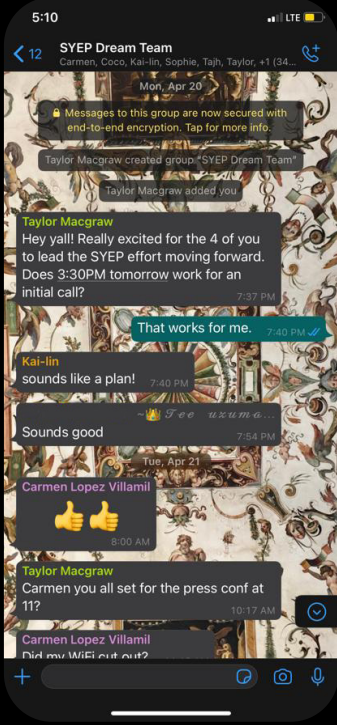 5:10
LTE
12
SYEP Dream Team
Carmen, Coco, Kai-lin, Sophie, Tajh, Taylor, +1 (34...
Mon, Apr 20
Messages to this group are now secured with
end-to-end encryption. Tap for more info.
Taylor Macgraw created group "SYEP Dream Team"
Taylor Macgraw added you
Taylor Macgraw
Hey yall! Really excited for the 4 of you
to lead the SYEP effort moving forward.
Does 3:30PM tomorrow work for an
initial call?
7:37 PM
That works for me.
7:40 PM
Kai-lin
sounds like a plan!
7:40 PM
~👑 𝒯𝑒𝑒 𝓊𝓏𝓊𝓂𝒶...
Sounds good
7:54 PM
Tue, Apr 21
Carmen Lopez Villamil
👍👍
8:00 AM
Taylor Macgraw
Carmen you all set for the press conf at
11?
10:17 AM
Carmen Lopez Villamil
Did my WiFi cut out?